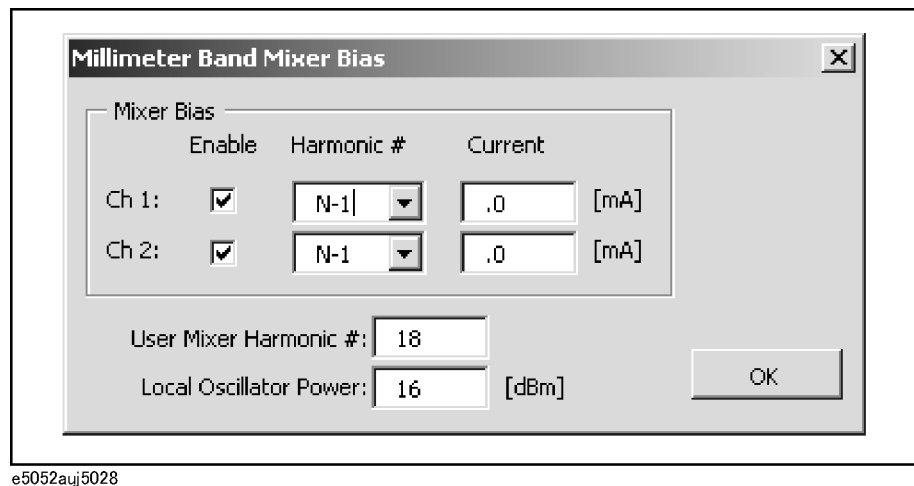 Millimeter Band Mixer Bias
Mixer Bias
Enable Harmonic # Current
Ch 1: N-1 .0 [mA]
Ch 2: N-1 .0 [mA]
User Mixer Harmonic #: 18
Local Oscillator Power: 16 [dBm]
OK
e5052auj5028